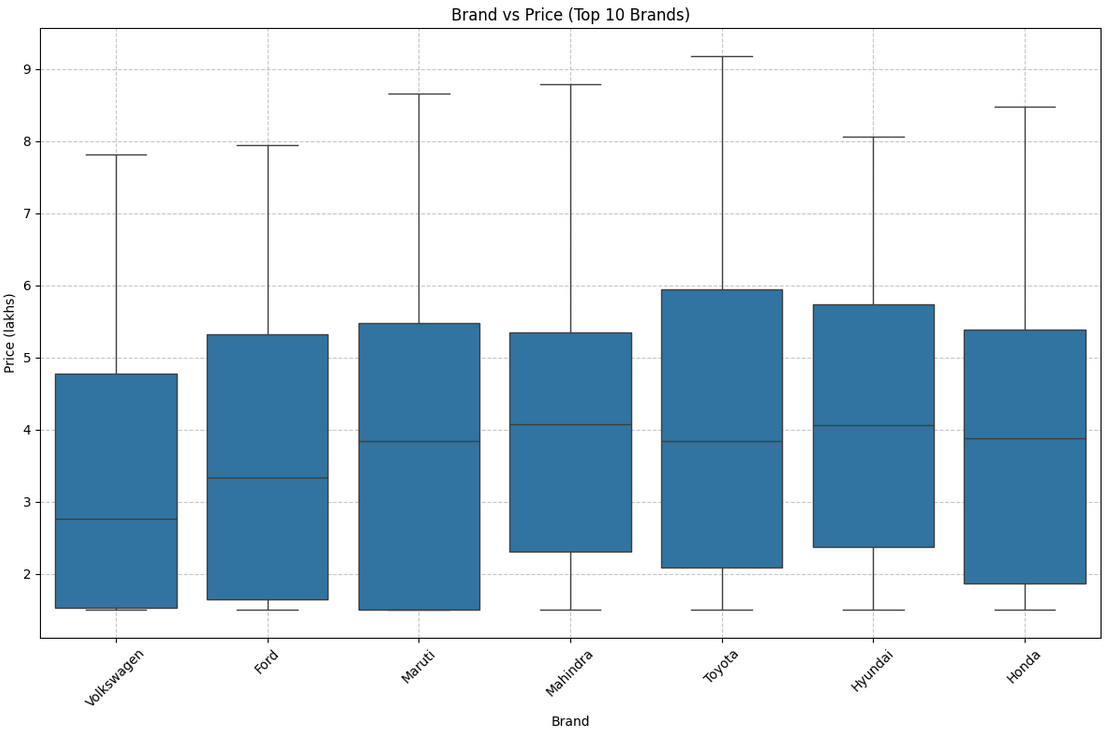 Brand vs Price (Top 10 Brands)
Price (lakhs)
9
8
7
6
5
4
3
2
Volkswagen
Ford
Maruti
Mahindra
Toyota
Hyundai
Honda
Brand